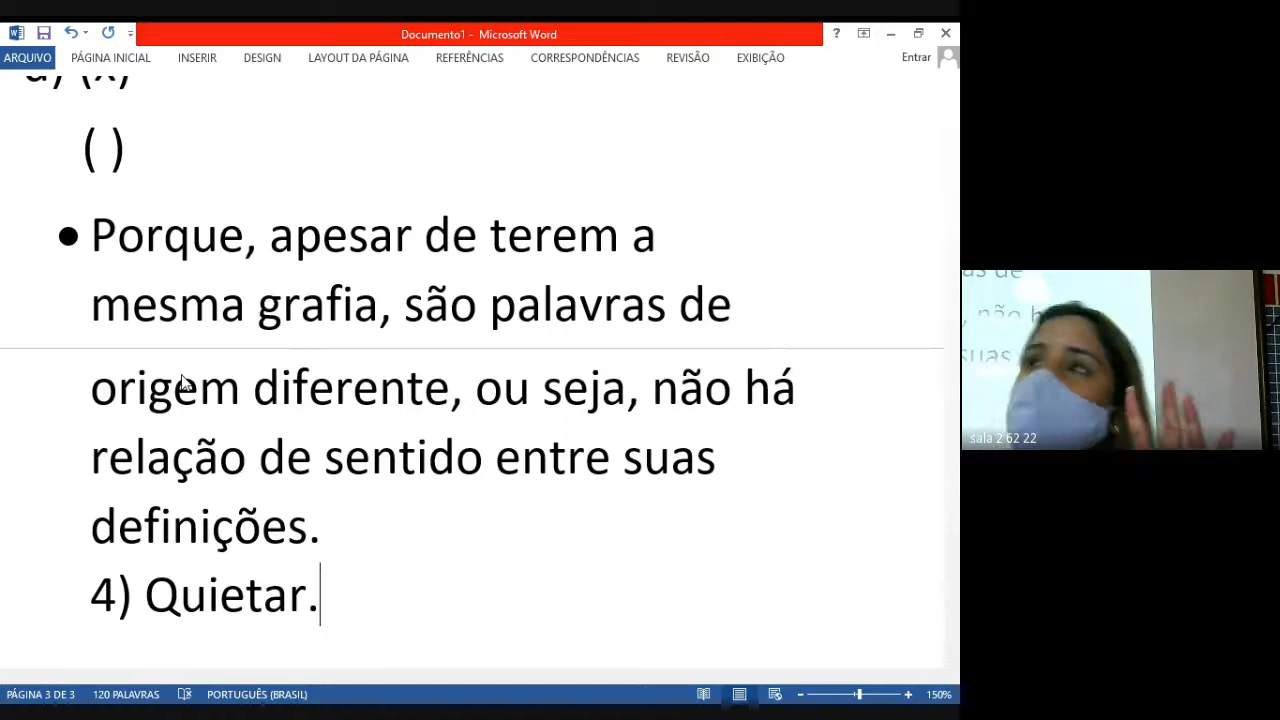 Documento1 - Microsoft Word
ARQUIVO PÁGINA INICIAL INSERIR DESIGN LAYOUT DA PÁGINA REFERÊNCIAS CORRESPONDÊNCIAS REVISÃO EXIBIÇÃO Entrar
(x)
( )
• Porque, apesar de terem a
mesma grafia, são palavras de
origem diferente, ou seja, não há
relação de sentido entre suas
definições.
4) Quietar.
não h
suas
sala 2 62 22
PÁGINA 3 DE 3 120 PALAVRAS PORTUGUÊS (BRASIL) 150%